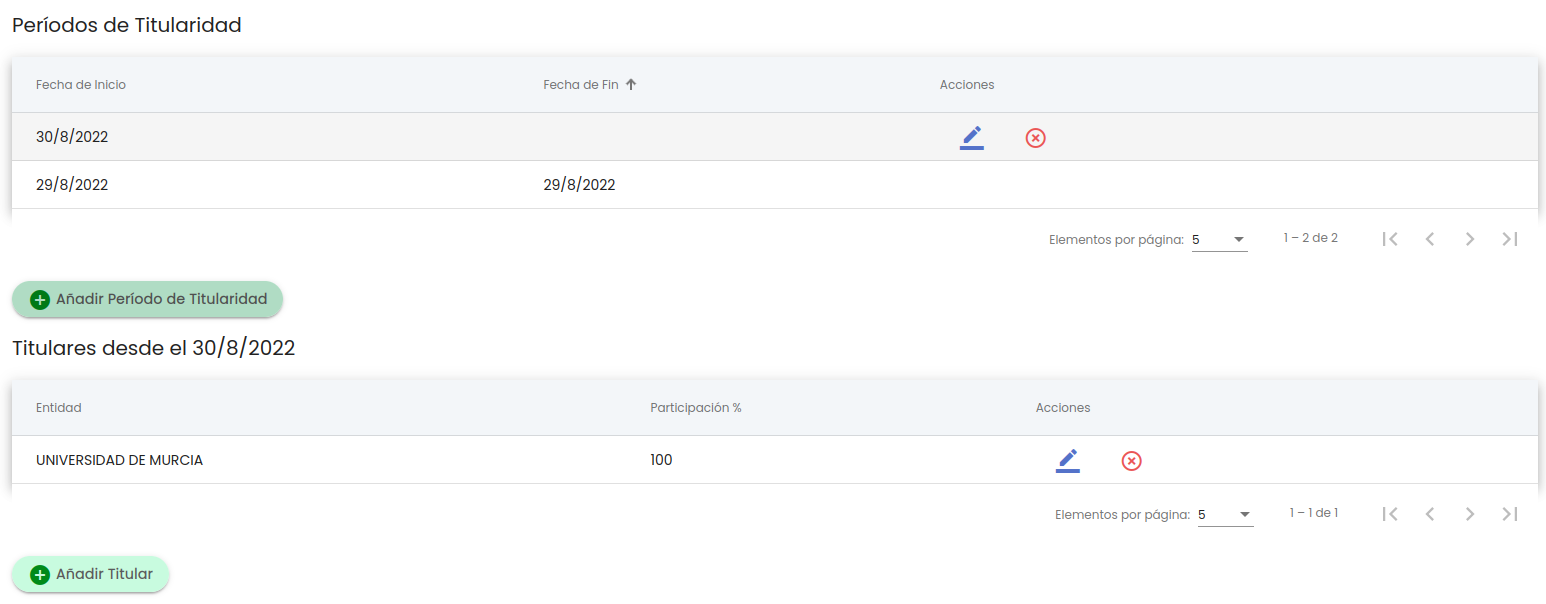 Períodos de Titularidad
Fecha de Inicio Fecha de Fin Acciones
30/8/2022
29/8/2022 29/8/2022
Elementos por página: 5 1 – 2 de 2
Añadir Período de Titularidad
Titulares desde el 30/8/2022
Entidad Participación % Acciones
UNIVERSIDAD DE MURCIA 100
Elementos por página: 5 1 – 1 de 1
Añadir Titular